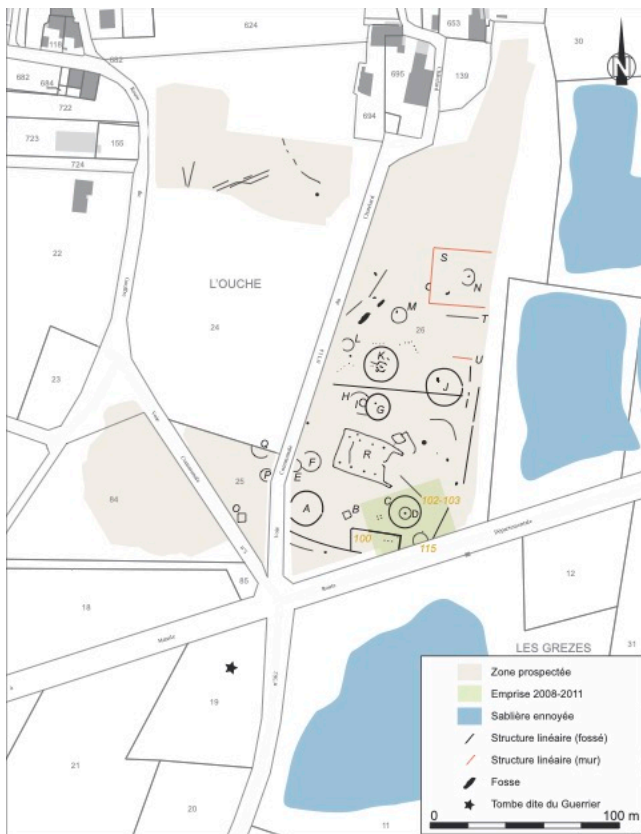 624
653
30
118
682
N
695
139
682
684
722
694
723
155
724
S
22
L'OUCHE
N
M
T
24
26
L
U
K
23
J
H
I
G
Q
R
F
25
P
E
84
102-103
C
O
A
B
D
100
115
Départementale
85
Route
12
18
LES GREZES
31
19
Zone prospectée
Emprise 2008-2011
Sablière ennoyée
Structure linéaire (fossé)
21
Structure linéaire (mur)
Fosse
20
Tombe dite du Guerrier
11
0 100 m